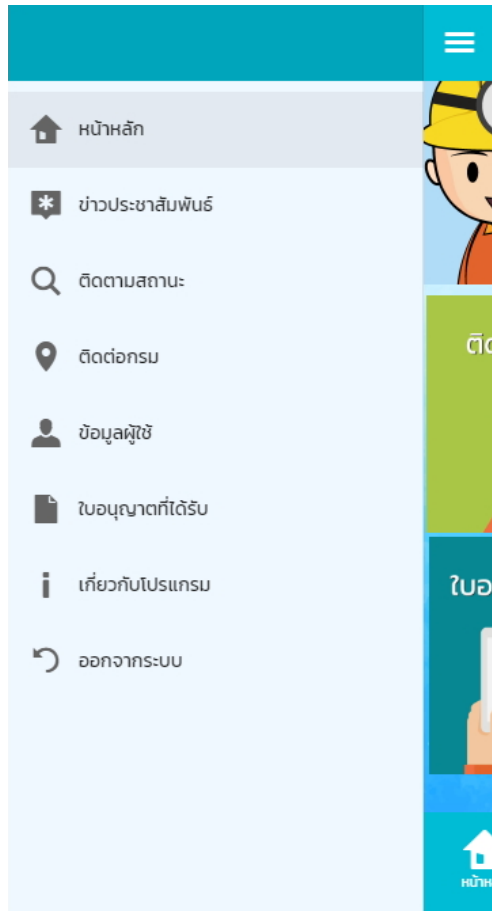 หน้าหลัก
ข่าวประชาสัมพันธ์
ติดตามสถานะ
ติดต่อกรม
ข้อมูลผู้ใช้
ใบอนุญาตที่ได้รับ
เกี่ยวกับโปรแกรม
ออกจากระบบ